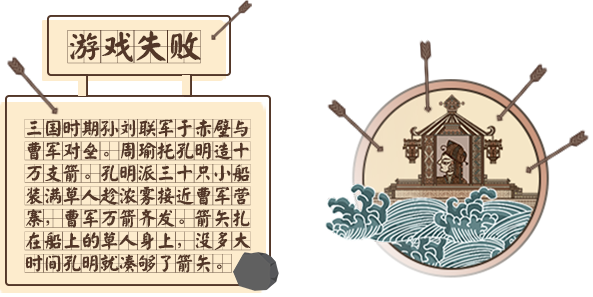 游戏失败
三国时期孙刘联军于赤壁与
曹军对垒。周瑜托孔明造十
万支箭。孔明派三十只小船
装满草人趁浓雾接近曹军营
寨，曹军万箭齐发。箭矢扎
在船上的草人身上，没多大
时间孔明就凑够了箭矢。